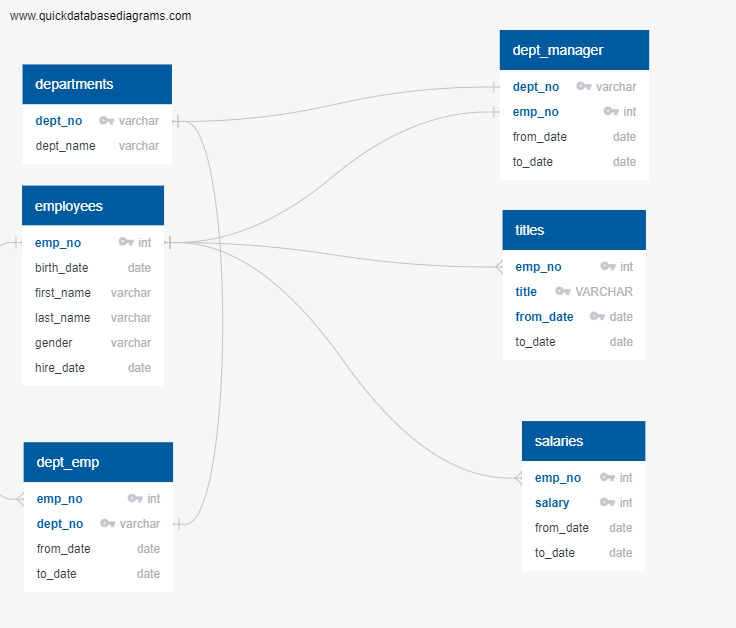 www.quickdatabasediagrams.com
departments
dept_no varchar
dept_name varchar
employees
emp_no int
birth_date date
first_name varchar
last_name varchar
gender varchar
hire_date date
dept_emp
emp_no int
dept_no varchar
from_date date
to_date date
dept_manager
dept_no varchar
emp_no int
from_date date
to_date date
titles
emp_no int
title VARCHAR
from_date date
to_date date
salaries
emp_no int
salary int
from_date date
to_date date